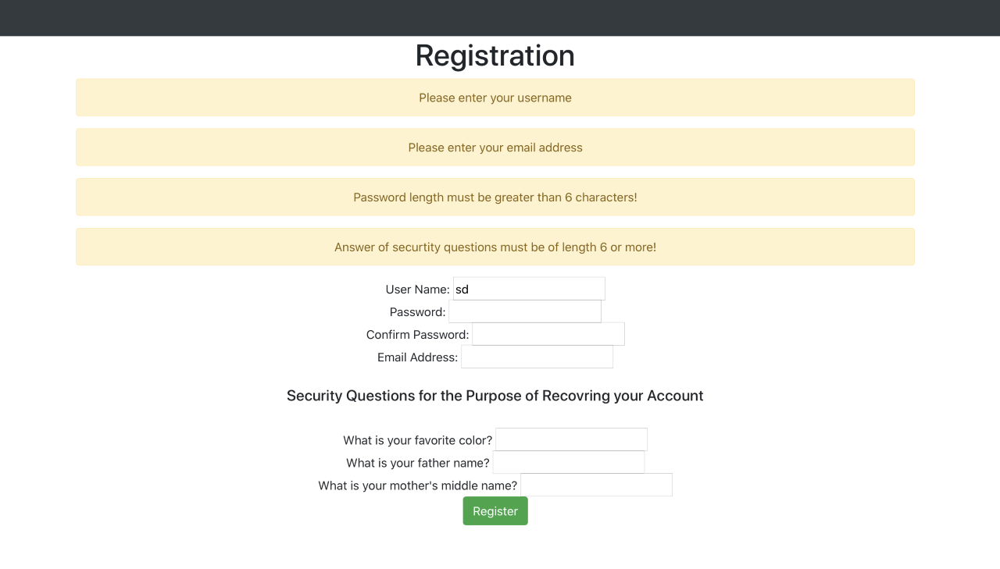 Registration
Please enter your username
Please enter your email address
Password length must be greater than 6 characters!
Answer of securtity questions must be of length 6 or more!
User Name: sd
Password:
Confirm Password:
Email Address:
Security Questions for the Purpose of Recovring your Account
What is your favorite color?
What is your father name?
What is your mother's middle name?
Register